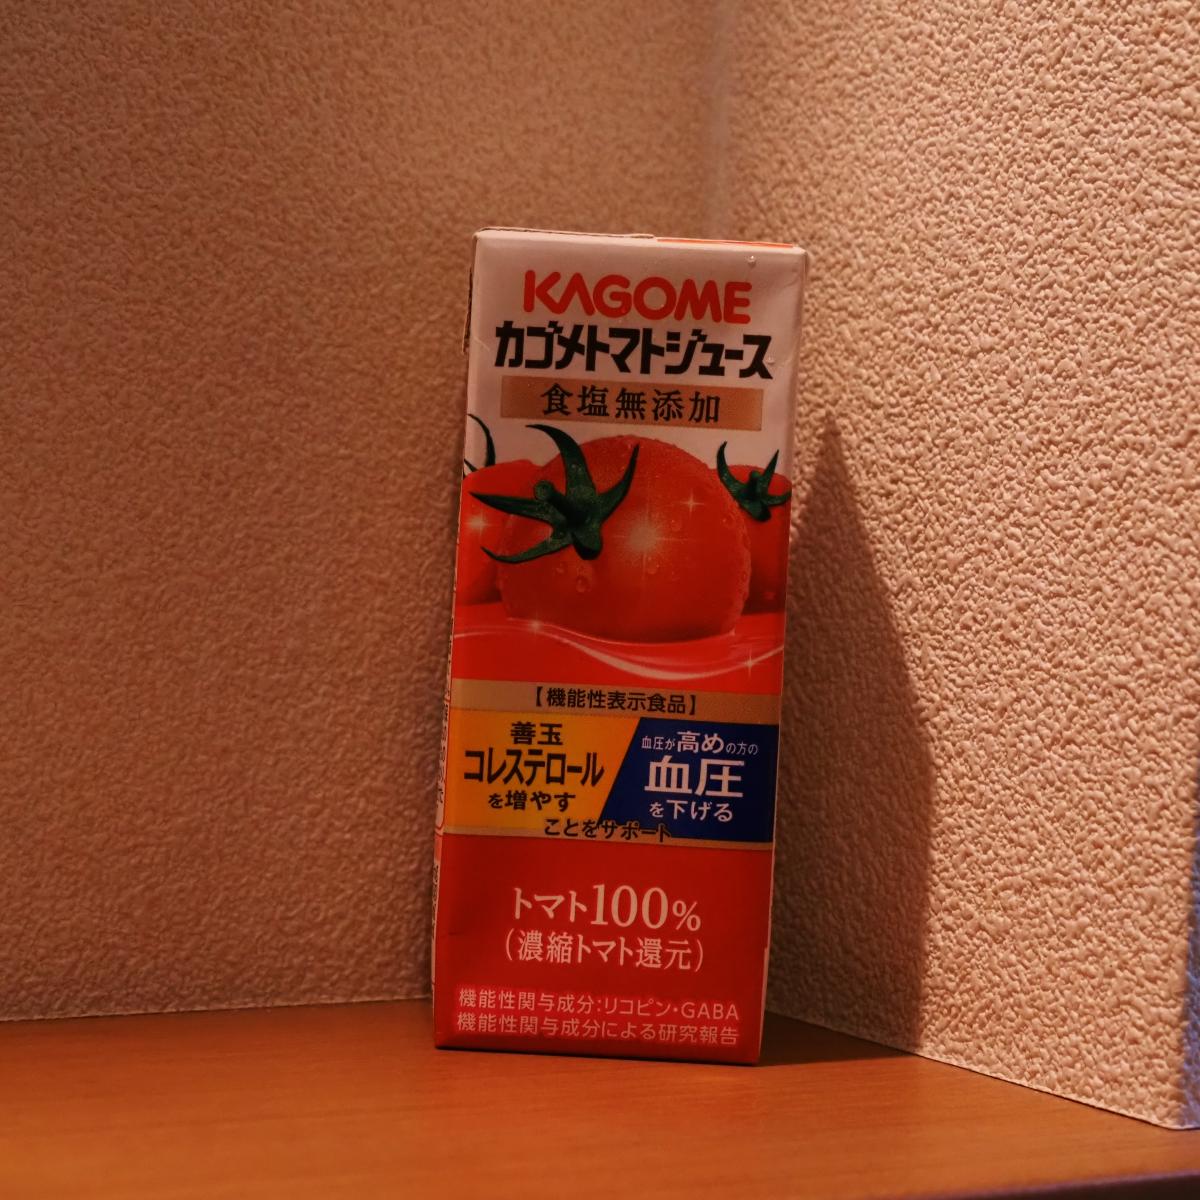 KAGOME
カゴメトマトジュース
食塩無添加
【機能性表示食品】
善玉
コレステロール
を増やす
血圧が高めの方の
血圧
を下げる
ことをサポート
トマト100%
(濃縮トマト還元)
機能性関与成分:リコピン・GABA
機能性関与成分による研究報告